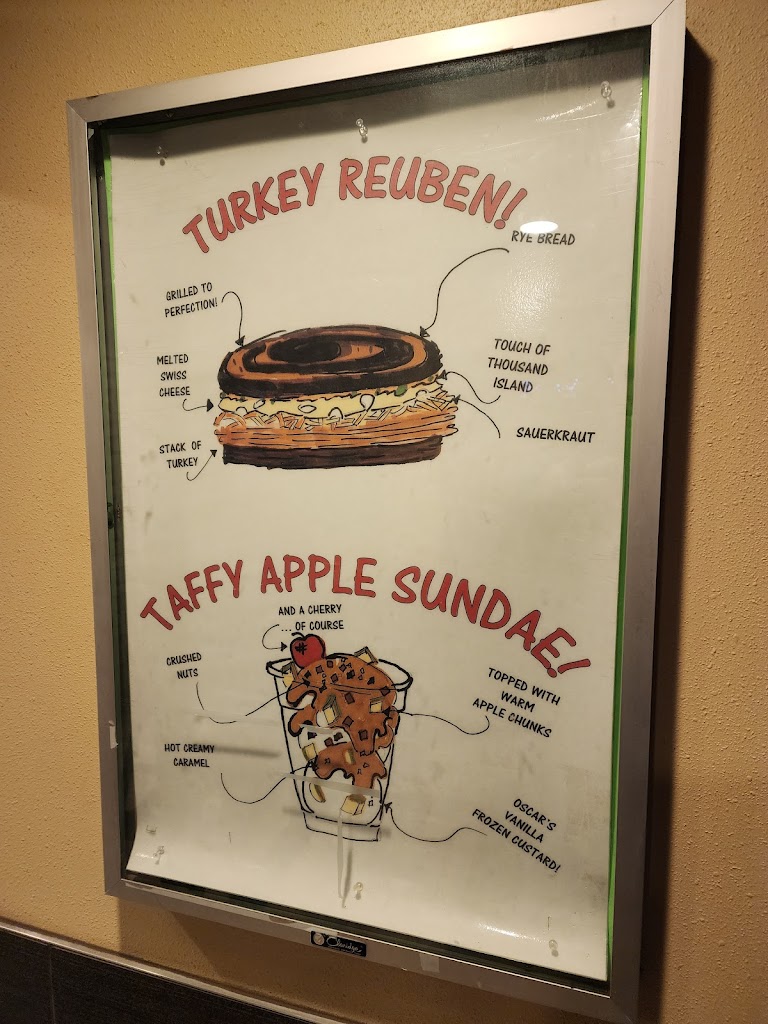 TURKEY REUBEN!
RYE BREAD
GRILLED TO
PERFECTION!
MELTED
SWISS
CHEESE
TOUCH OF
THOUSAND
ISLAND
SAUERKRAUT
STACK OF
TURKEY
TAFFY APPLE SUNDAE!
AND A CHERRY
... OF COURSE
CRUSHED
NUTS
TOPPED WITH
WARM
APPLE CHUNKS
HOT CREAMY
CARAMEL
OSCAR'S
VANILLA
FROZEN CUSTARD!